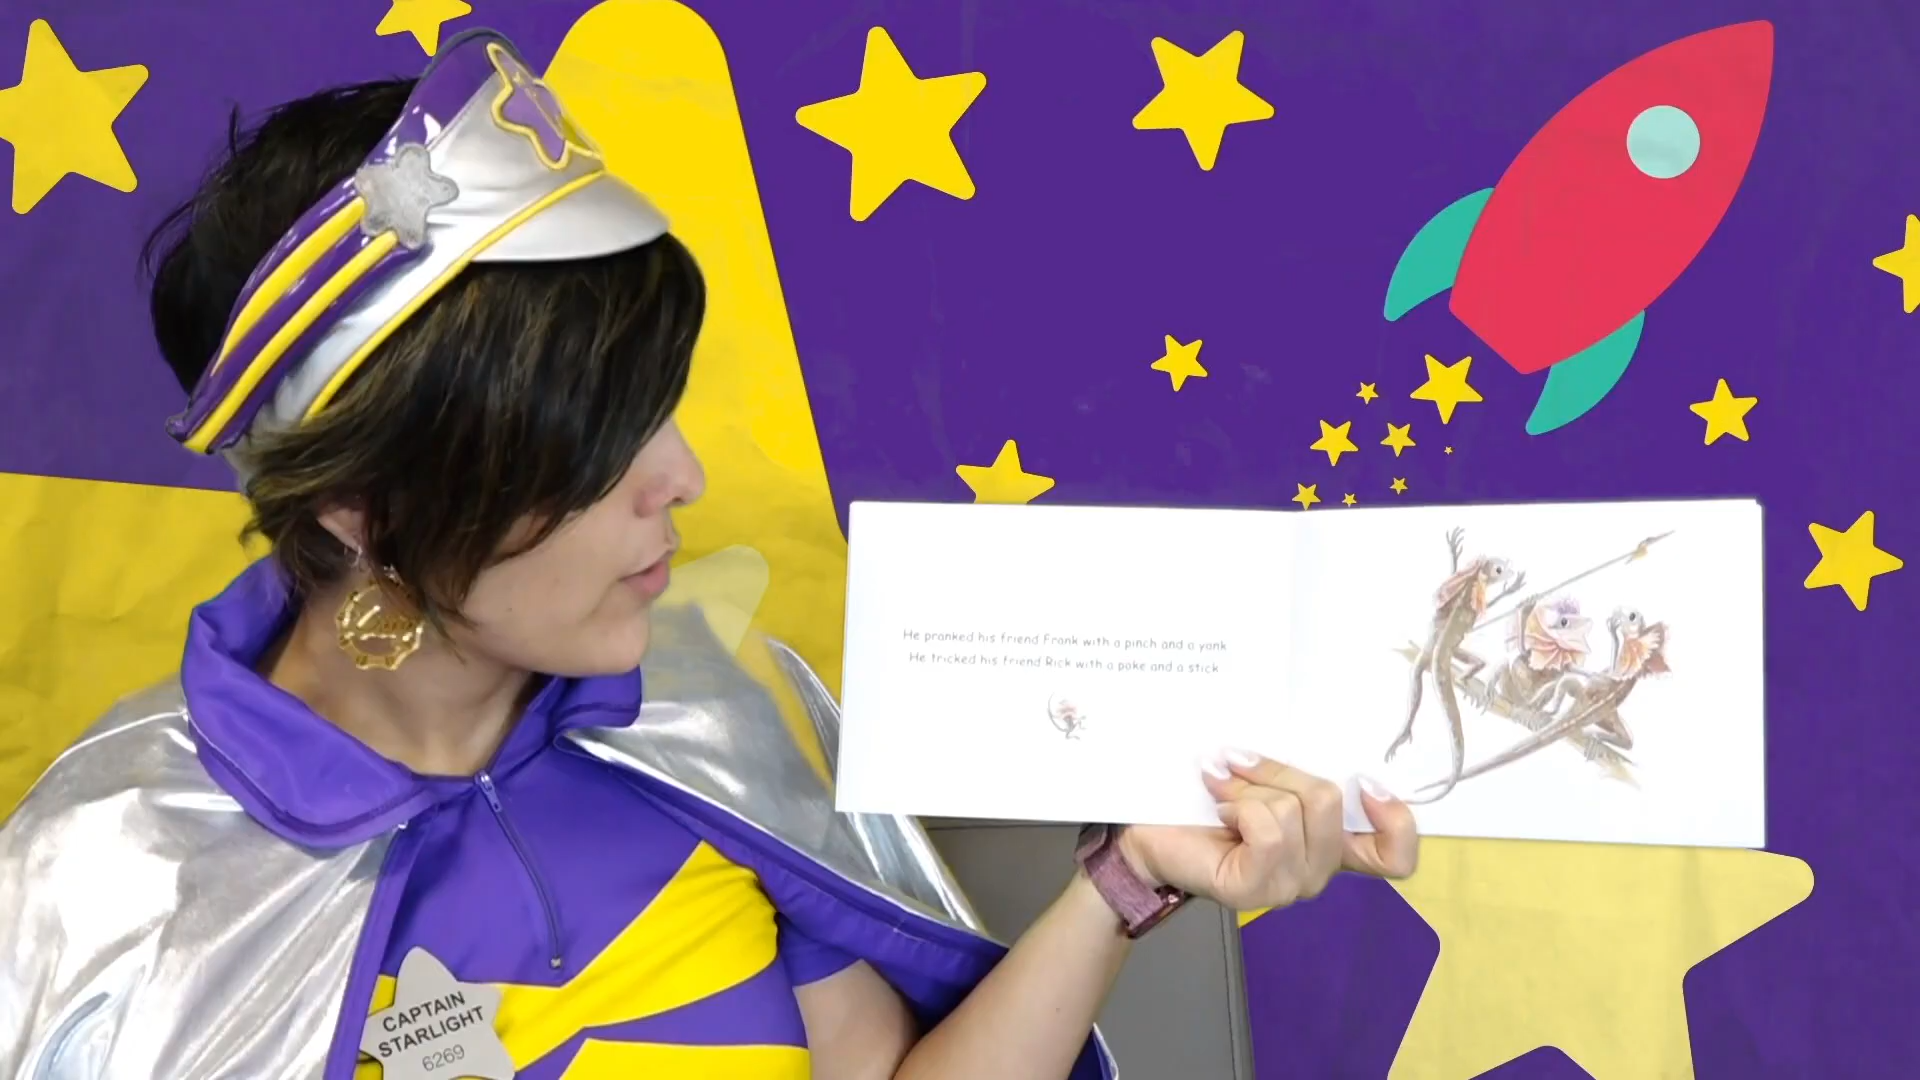 He pranked his friend Frank with a pinch and a yank
He tricked his friend Rick with a poke and a stick
CAPTAIN
STARLIGHT
6269